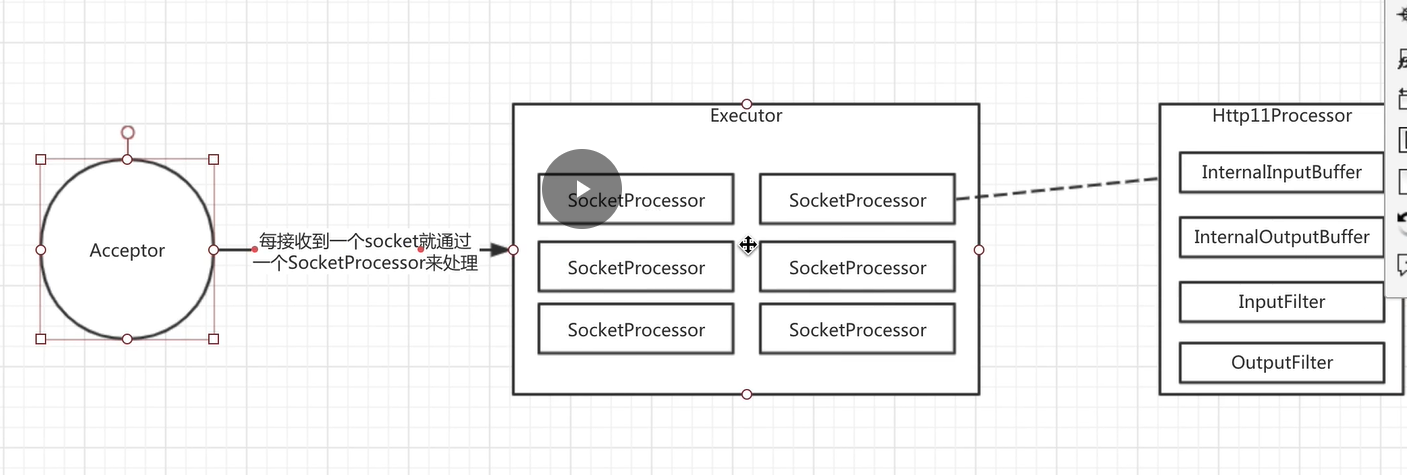 Acceptor
每接收到一个socket就通过
一个SocketProcessor来处理
Executor
SocketProcessor
SocketProcessor
SocketProcessor
SocketProcessor
SocketProcessor
SocketProcessor
Http11Processor
InternalInputBuffer
InternalOutputBuffer
InputFilter
OutputFilter